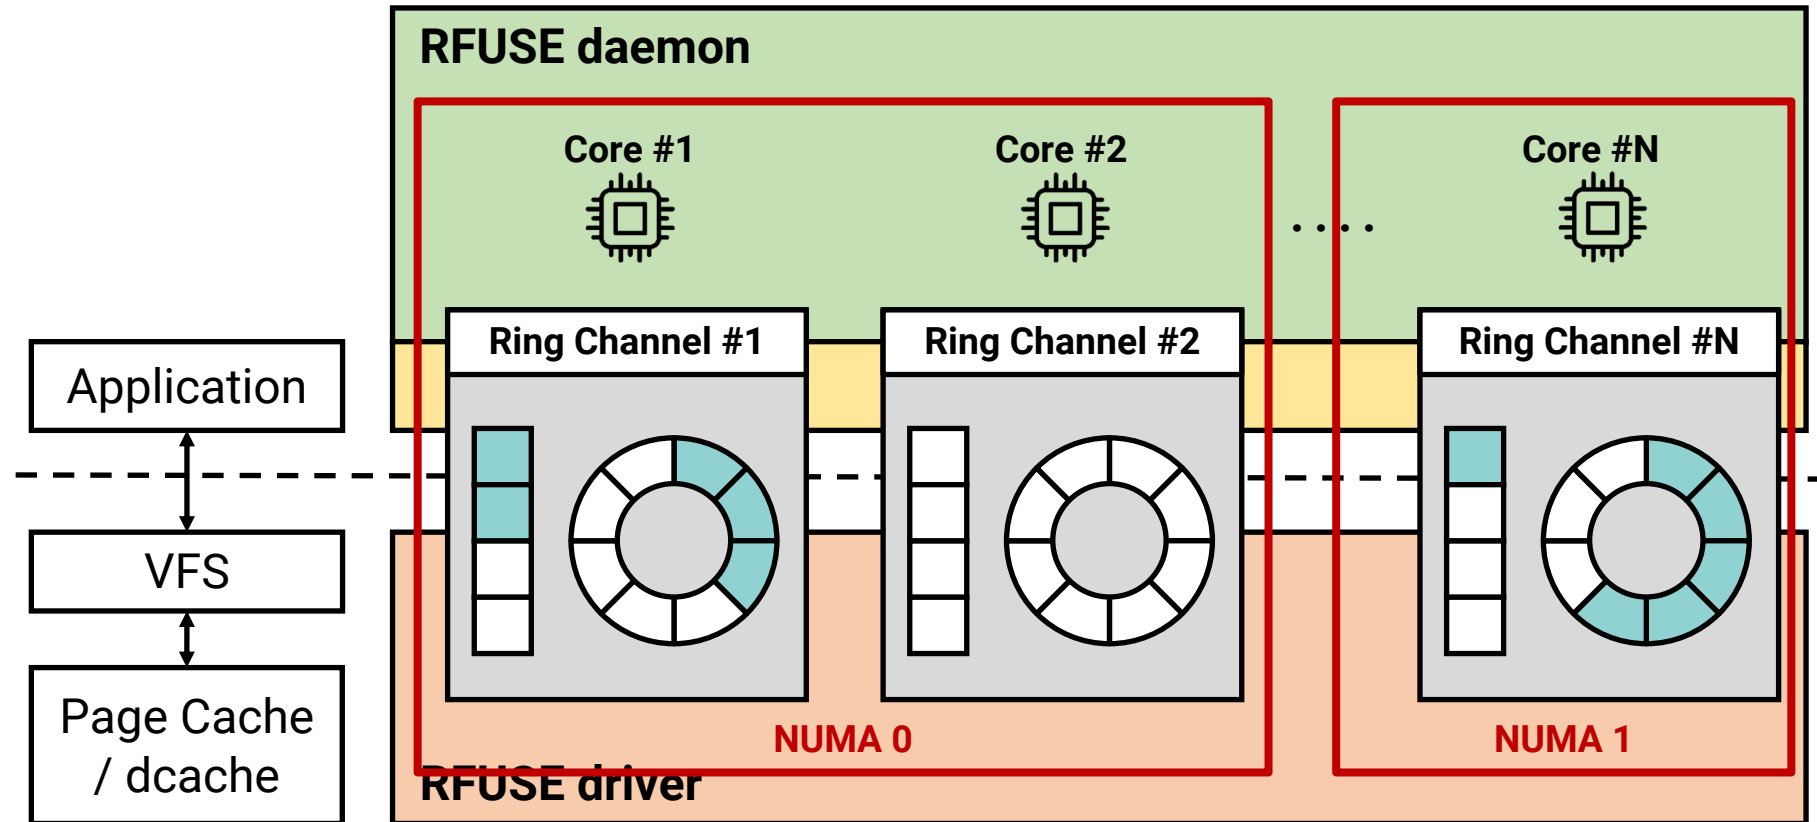 RFUSE daemon
Core #1
Core #2
Core #N
....
Ring Channel #1
Ring Channel #2
Ring Channel #N
Application
VFS
Page Cache
/ dcache
NUMA 0
NUMA 1
RFUSE driver